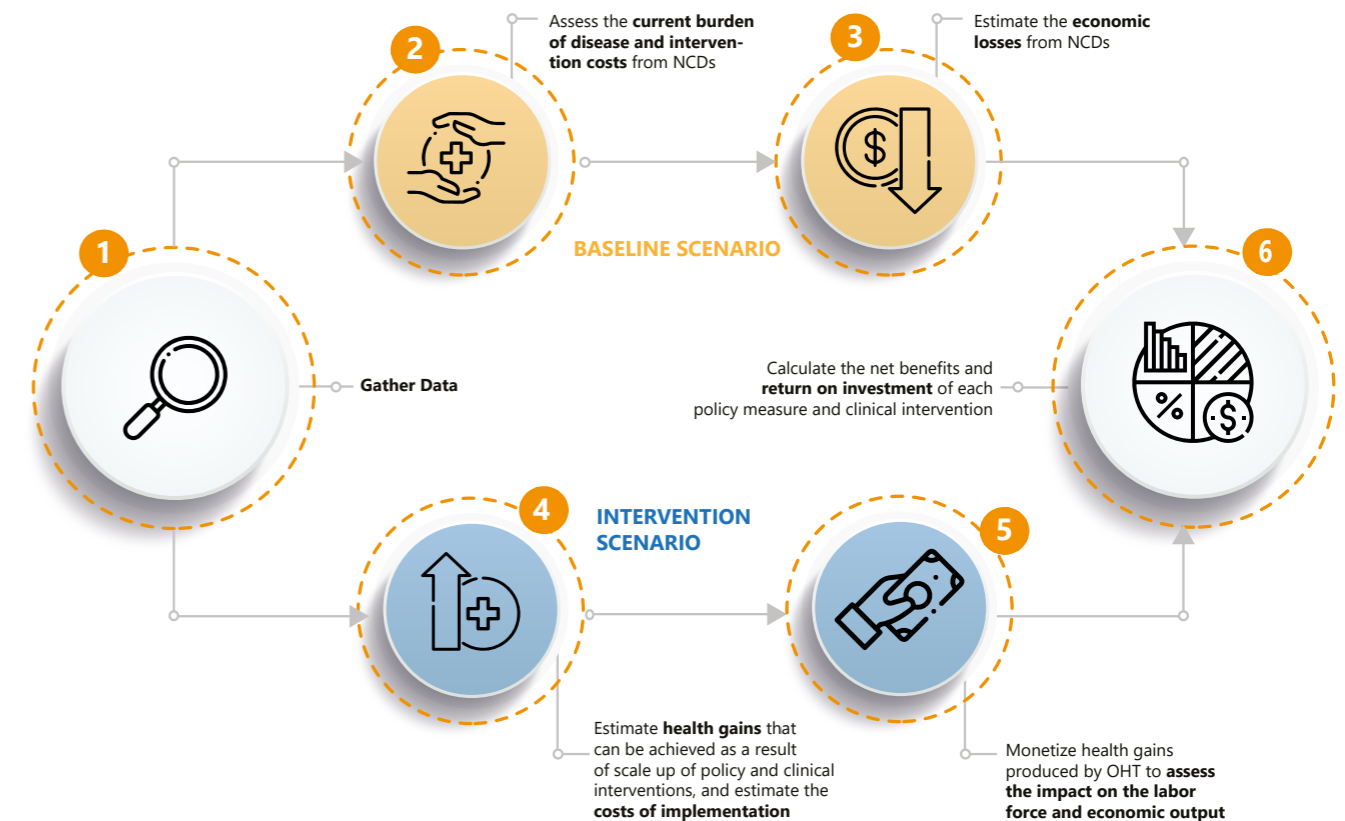 1
Gather Data
2
Assess the current burden
of disease and interven-
tion costs from NCDs
3
Estimate the economic
losses from NCDs
$
BASELINE SCENARIO
4
INTERVENTION
SCENARIO
Estimate health gains that
can be achieved as a result
of scale up of policy and clinical
interventions, and estimate the
costs of implementation
5
Monetize health gains
produced by OHT to assess
the impact on the labor
force and economic output
6
Calculate the net benefits and
return on investment of each
policy measure and clinical intervention
%
$